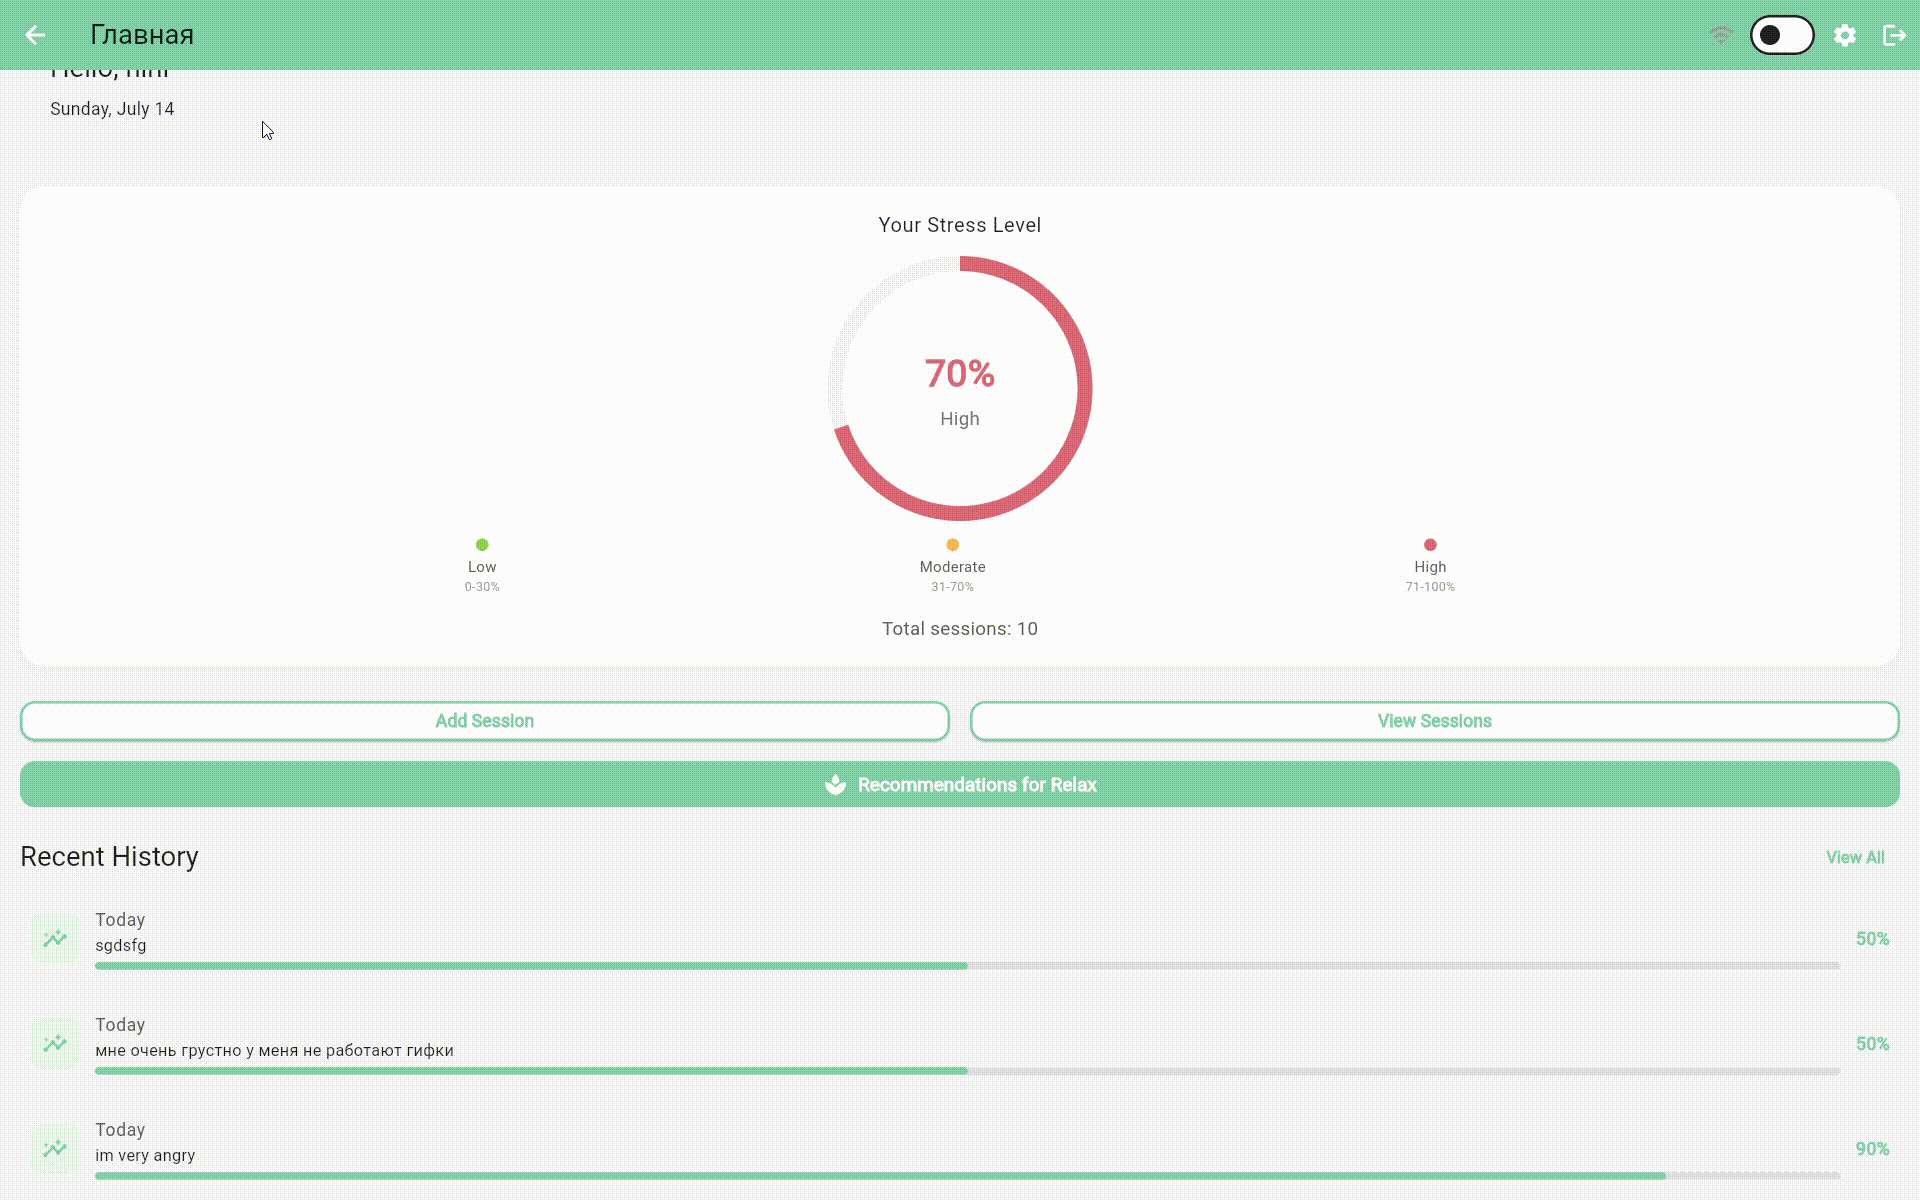 Главная
Hello, nini
Sunday, July 14
Your Stress Level
70%
High
Low
0-30%
Moderate
31-70%
High
71-100%
Total sessions: 10
Add Session
View Sessions
Recommendations for Relax
Recent History
View All
Today
sgdsfg
50%
Today
мне очень грустно у меня не работают гифки
50%
Today
im very angry
90%